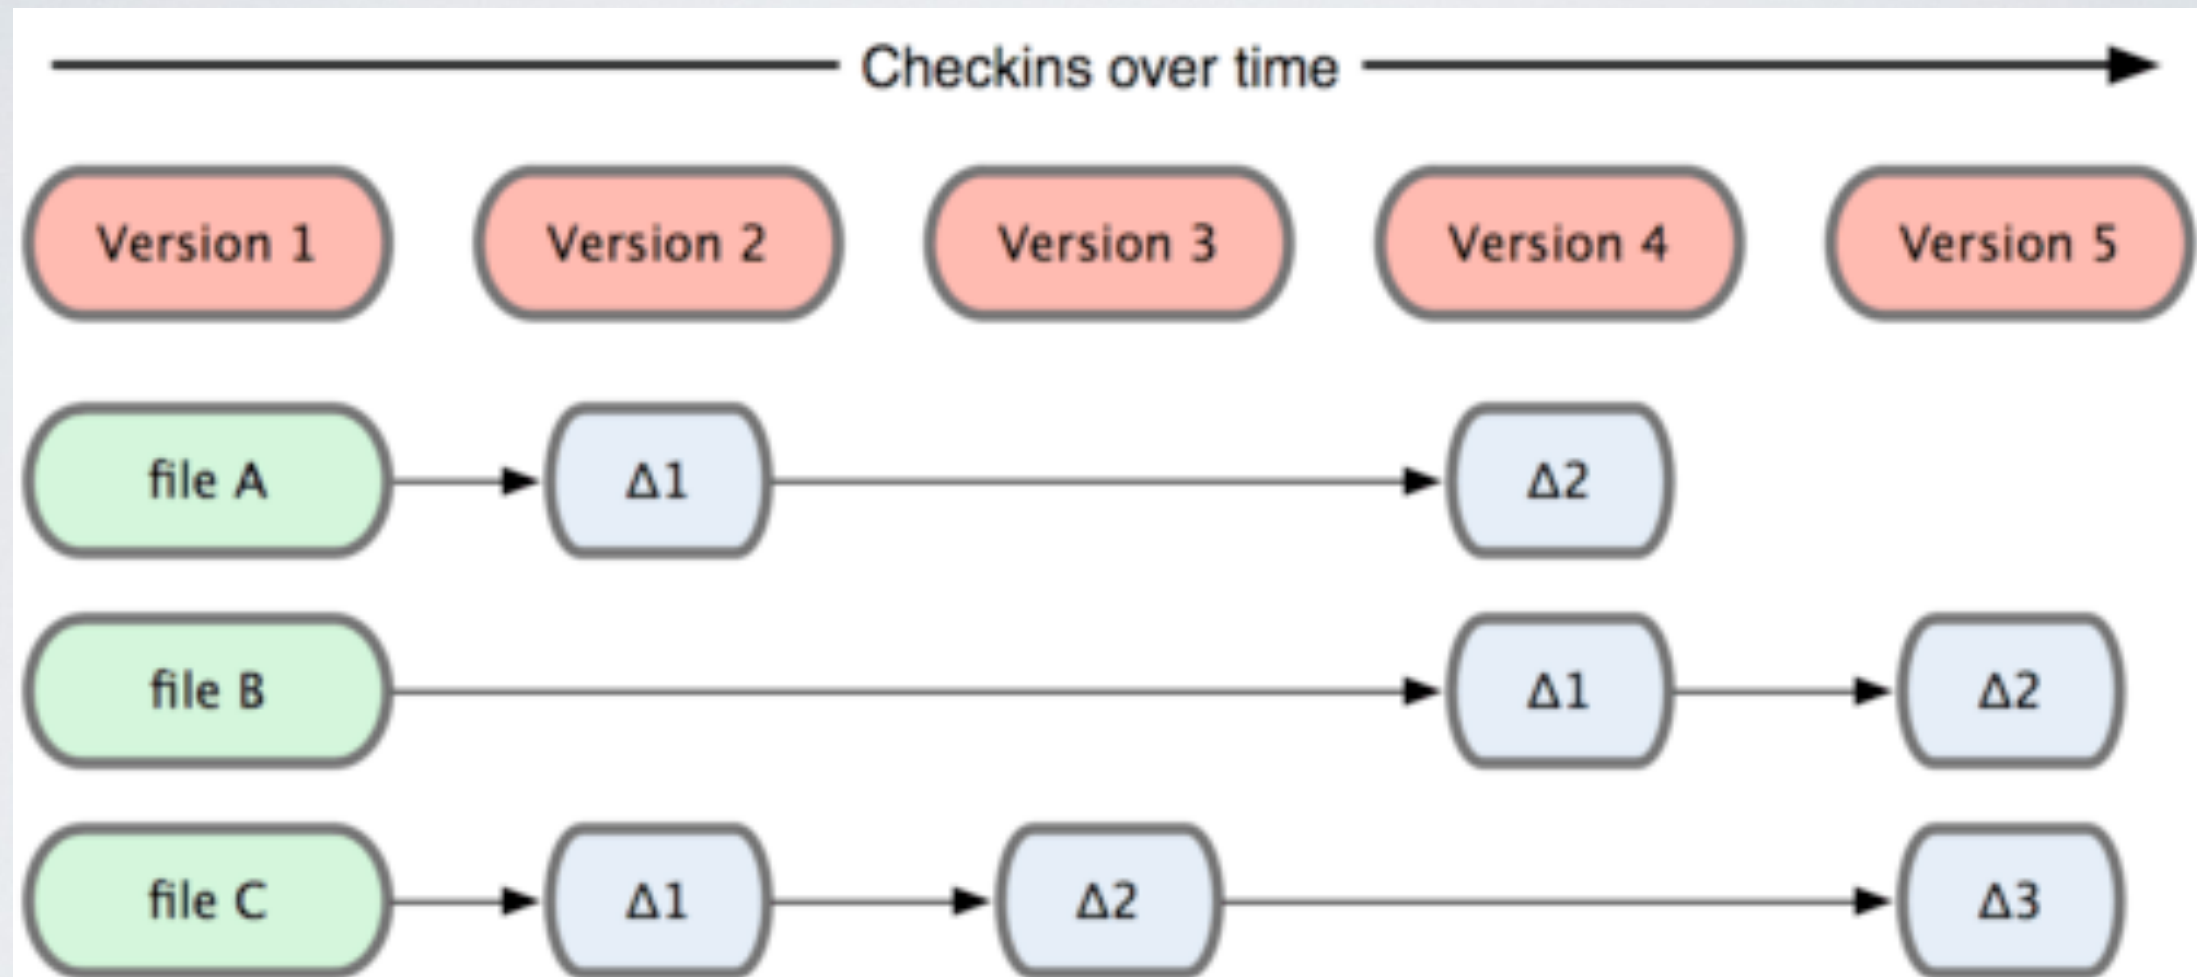 Checkins over time
Version 1 Version 2 Version 3 Version 4 Version 5
file A Δ1 Δ2
file B Δ1 Δ2
file C Δ1 Δ2 Δ3